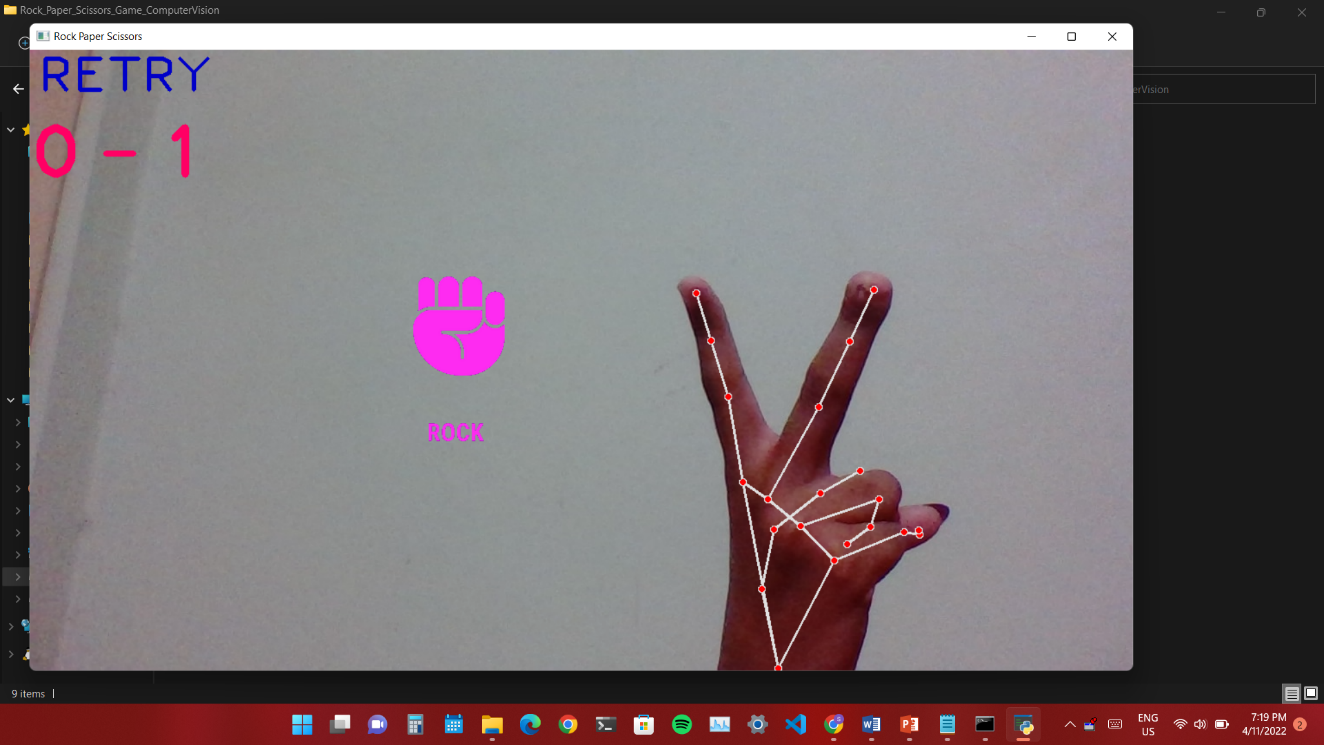 Rock_Paper_Scissors_Game_ComputerVision
Rock Paper Scissors
RETRY
erVision
0 - 1
ROCK
9 items
ENG
US
7:19 PM
4/11/2022
2